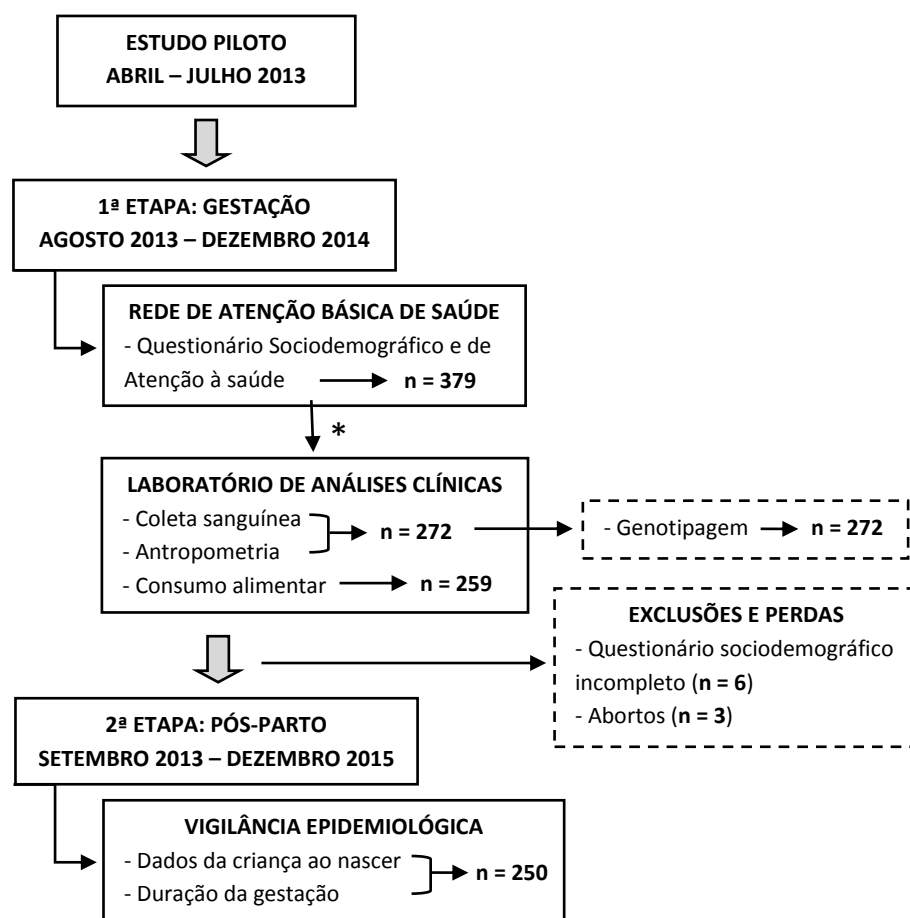 ESTUDO PILOTO
ABRIL – JULHO 2013
1ª ETAPA: GESTAÇÃO
AGOSTO 2013 – DEZEMBRO 2014
REDE DE ATENÇÃO BÁSICA DE SAÚDE
- Questionário Sociodemográfico e de
Atenção à saúde n = 379
*
LABORATÓRIO DE ANÁLISES CLÍNICAS
- Coleta sanguínea
- Antropometria
n = 272
- Consumo alimentar n = 259
- Genotipagem n = 272
EXCLUSÕES E PERDAS
- Questionário sociodemográfico
incompleto (n = 6)
- Abortos (n = 3)
2ª ETAPA: PÓS-PARTO
SETEMBRO 2013 – DEZEMBRO 2015
VIGILÂNCIA EPIDEMIOLÓGICA
- Dados da criança ao nascer
- Duração da gestação
n = 250